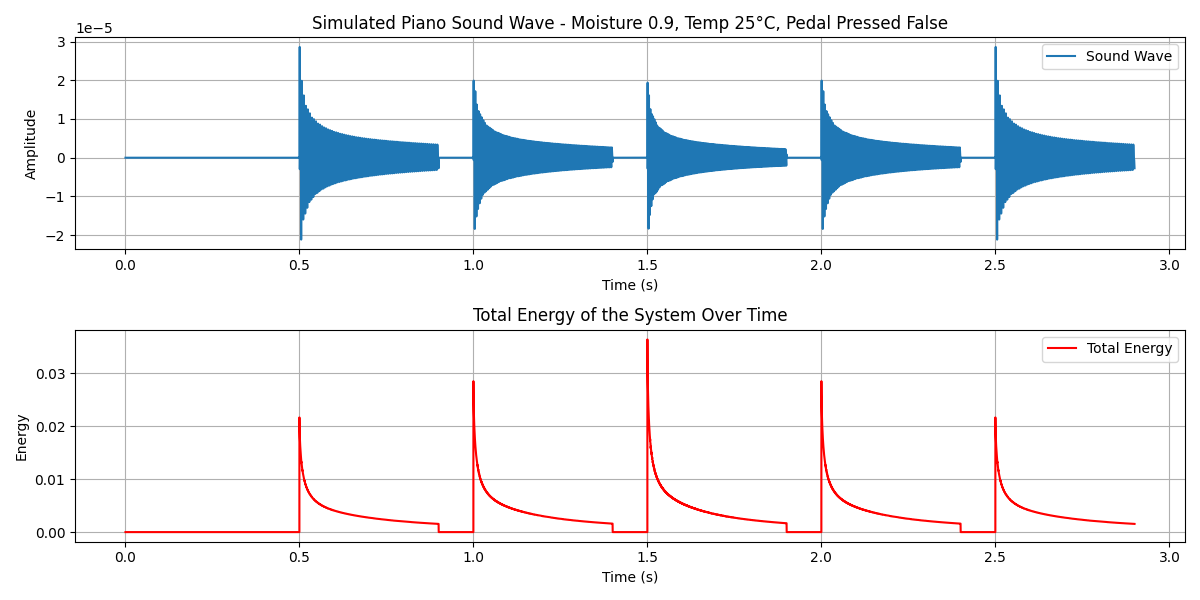 Simulated Piano Sound Wave - Moisture 0.9, Temp 25°C, Pedal Pressed False
1e−5
3
2
1
0
−1
−2
Amplitude
Sound Wave
0.0 0.5 1.0 1.5 2.0 2.5 3.0
Time (s)
Total Energy of the System Over Time
0.03
0.02
0.01
0.00
Energy
Total Energy
0.0 0.5 1.0 1.5 2.0 2.5 3.0
Time (s)